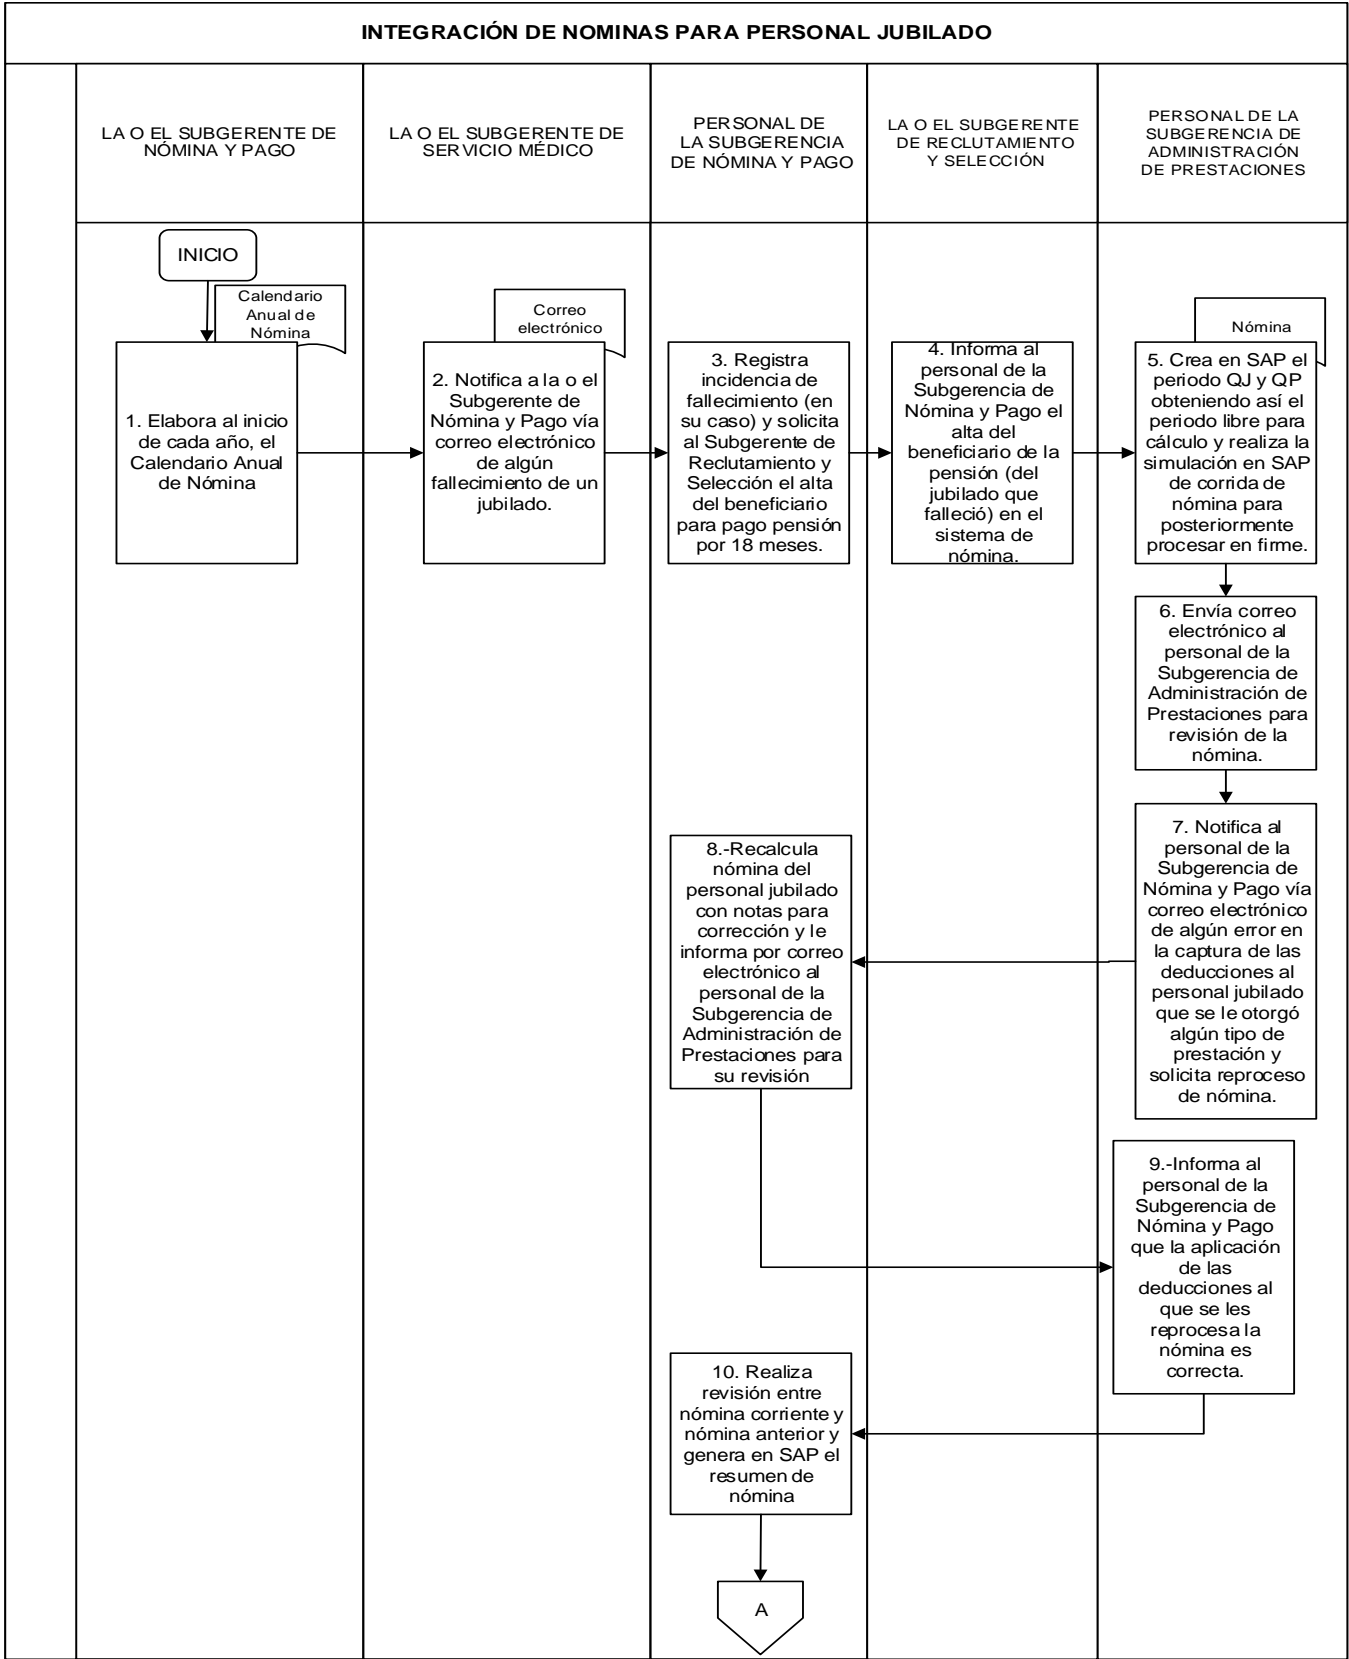 INTEGRACIÓN DE NOMINAS PARA PERSONAL JUBILADO
LA O EL SUBGERENTE DE
NÓMINA Y PAGO
LA O EL SUBGERENTE DE
SERVICIO MÉDICO
PERSONAL DE
LA SUBGERENCIA
DE NÓMINA Y PAGO
LA O EL SUBGERENTE
DE RECLUTAMIENTO
Y SELECCIÓN
PERSONAL DE LA
SUBGERENCIA DE
ADMINISTRACIÓN
DE PRESTACIONES
INICIO
Calendario
Anual de
Nómina
1. Elabora al inicio
de cada año, el
Calendario Anual
de Nómina
Correo
electrónico
2. Notifica a la o el
Subgerente de
Nómina y Pago vía
correo electrónico
de algún
fallecimiento de un
jubilado.
3. Registra
incidencia de
fallecimiento (en
su caso) y solicita
al Subgerente de
Reclutamiento y
Selección el alta
del beneficiario
para pago pensión
por 18 meses.
4. Informa al
personal de la
Subgerencia de
Nómina y Pago el
alta del
beneficiario de la
pensión (del
jubilado que
falleció) en el
sistema de
nómina.
Nómina
5. Crea en SAP el
periodo QJ y QP
obteniendo así el
periodo libre para
cálculo y realiza la
simulación en SAP
de corrida de
nómina para
posteriormente
procesar en firme.
6. Envía correo
electrónico al
personal de la
Subgerencia de
Administración de
Prestaciones para
revisión de la
nómina.
7. Notifica al
personal de la
Subgerencia de
Nómina y Pago vía
correo electrónico
de algún error en
la captura de las
deducciones al
personal jubilado
que se le otorgó
algún tipo de
prestación y
solicita reproceso
de nómina.
8.-Recalcula
nómina del
personal jubilado
con notas para
corrección y le
informa por correo
electrónico al
personal de la
Subgerencia de
Administración de
Prestaciones para
su revisión
9.-Informa al
personal de la
Subgerencia de
Nómina y Pago
que la aplicación
de las
deducciones al
que se les
reprocesa la
nómina es
correcta.
10. Realiza
revisión entre
nómina corriente y
nómina anterior y
genera en SAP el
resumen de
nómina
A